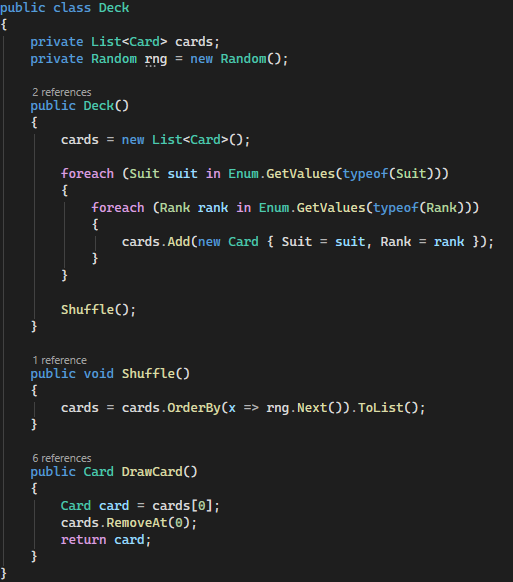 public class Deck
{
    private List<Card> cards;
    private Random rng = new Random();

    2 references
    public Deck()
    {
        cards = new List<Card>();

        foreach (Suit suit in Enum.GetValues(typeof(Suit)))
        {
            foreach (Rank rank in Enum.GetValues(typeof(Rank)))
            {
                cards.Add(new Card { Suit = suit, Rank = rank });
            }
        }

        Shuffle();
    }

    1 reference
    public void Shuffle()
    {
        cards = cards.OrderBy(x => rng.Next()).ToList();
    }

    6 references
    public Card DrawCard()
    {
        Card card = cards[0];
        cards.RemoveAt(0);
        return card;
    }
}